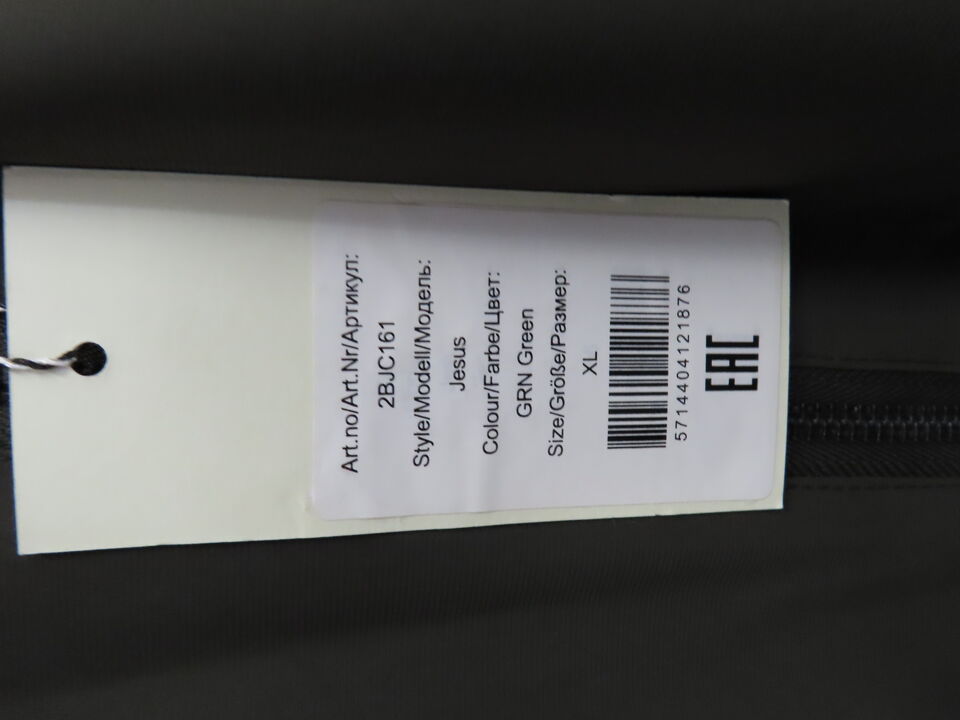 Art.no/Art.Nr/Артикул:
2BJC161
Style/Modell/Модель:
Jesus
Colour/Farbe/Цвет:
GRN Green
Size/Größe/Размер:
XL
5714404121876
EAC